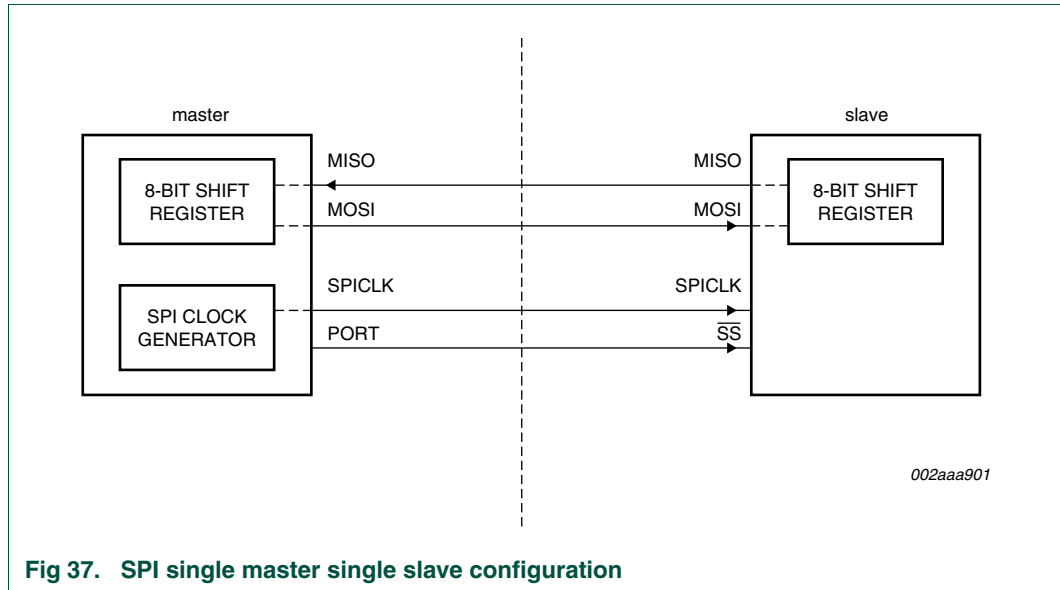 master
slave
8-BIT SHIFT
REGISTER
MISO
MISO
MOSI
MOSI
8-BIT SHIFT
REGISTER
SPI CLOCK
GENERATOR
SPICLK
SPICLK
PORT
S̅S̅
002aaa901
Fig 37. SPI single master single slave configuration